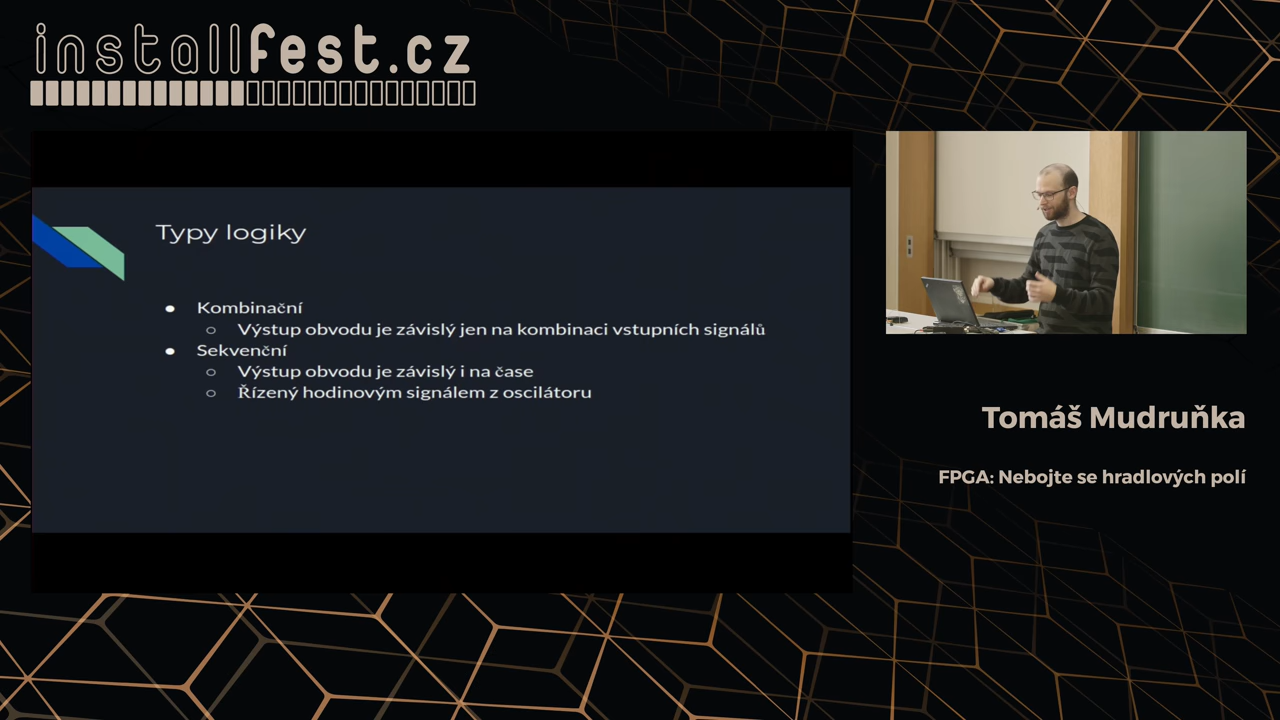 installfest.cz
Typy logiky
Kombinační
Výstup obvodu je závislý jen na kombinaci vstupních signálů
Sekvenční
Výstup obvodu je závislý i na čase
Řízený hodinovým signálem z oscilátoru
Tomáš Mudruňka
FPGA: Nebojte se hradlových polí